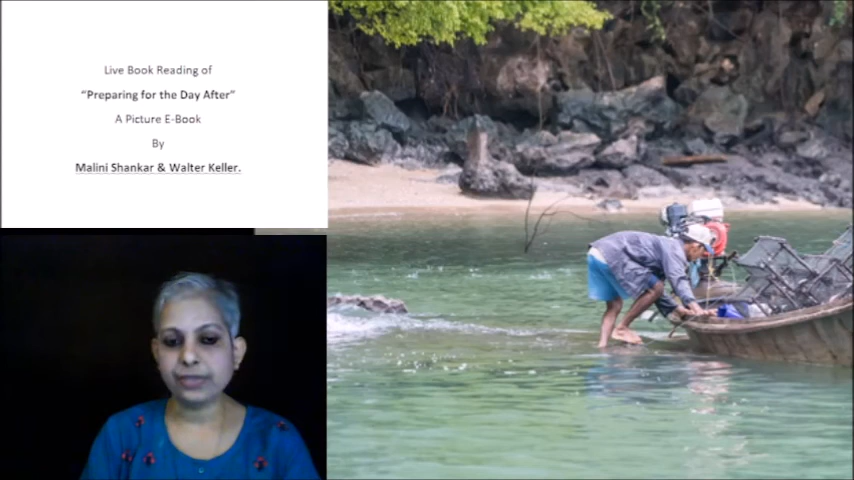 Live Book Reading of
“Preparing for the Day After”
A Picture E-Book
By
Malini Shankar & Walter Keller.